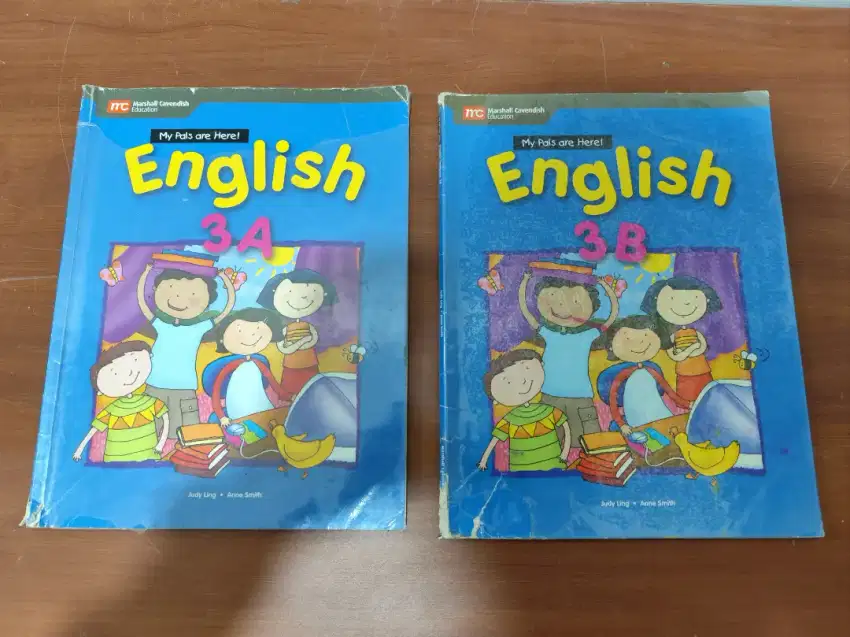 mc Marshall Cavendish
Education
My Pals are Here!
English
3A
Judy Ling • Anne Smith
mc Marshall Cavendish
Education
My Pals are Here!
English
3B
Judy Ling • Anne Smith